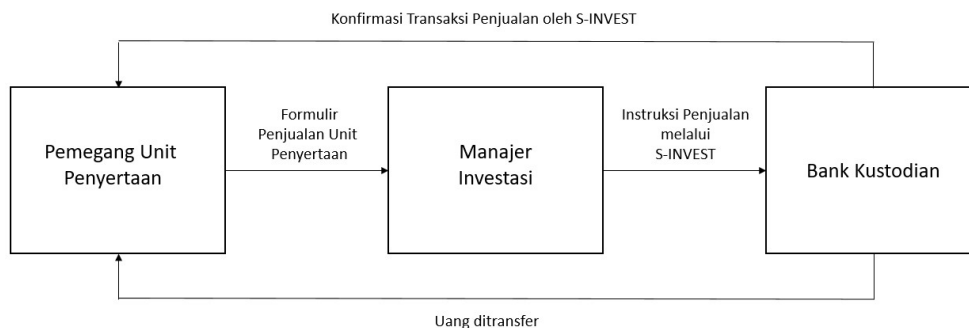 Konfirmasi Transaksi Penjualan oleh S-INVEST
Pemegang Unit
Penyertaan
Formulir
Penjualan Unit
Penyertaan
Manajer
Investasi
Instruksi Penjualan
melalui
S-INVEST
Bank Kustodian
Uang ditransfer